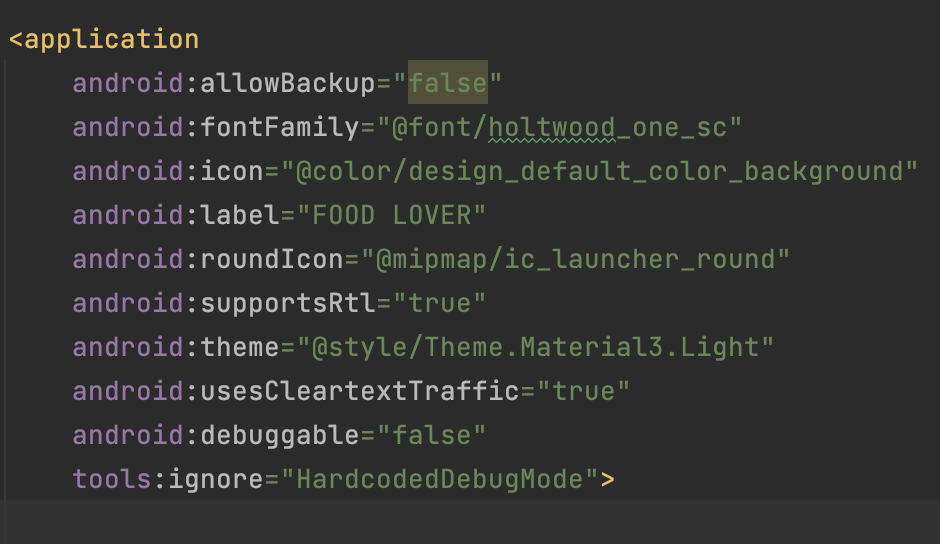 <application
android:allowBackup="false"
android:fontFamily="@font/holtwood_one_sc"
android:icon="@color/design_default_color_background"
android:label="FOOD LOVER"
android:roundIcon="@mipmap/ic_launcher_round"
android:supportsRtl="true"
android:theme="@style/Theme.Material3.Light"
android:usesCleartextTraffic="true"
android:debuggable="false"
tools:ignore="HardcodedDebugMode">